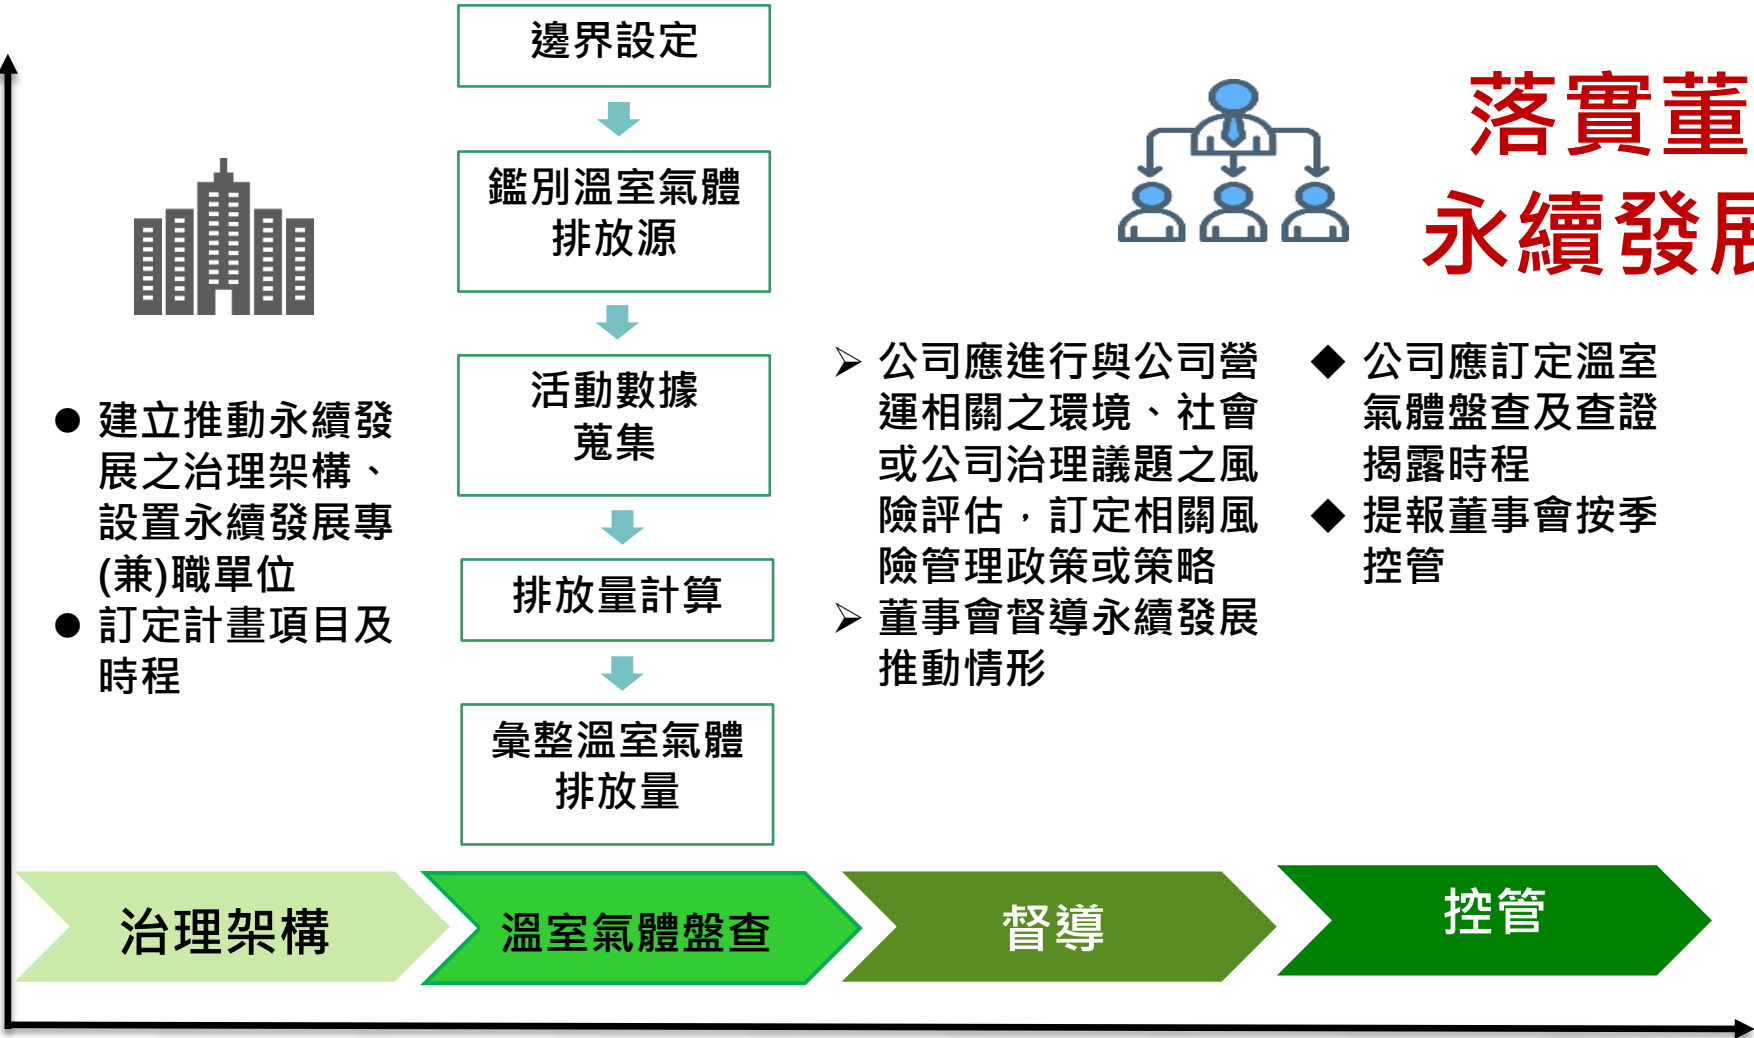 邊界設定
鑑別溫室氣體
排放源
活動數據
蒐集
排放量計算
彙整溫室氣體
排放量
落實董
永續發展
● 建立推動永續發
展之治理架構、
設置永續發展專
(兼)職單位
● 訂定計畫項目及
時程
➢ 公司應進行與公司營
運相關之環境、社會
或公司治理議題之風
險評估，訂定相關風
險管理政策或策略
➢ 董事會督導永續發展
推動情形
◆ 公司應訂定溫室
氣體盤查及查證
揭露時程
◆ 提報董事會按季
控管
治理架構
溫室氣體盤查
督導
控管